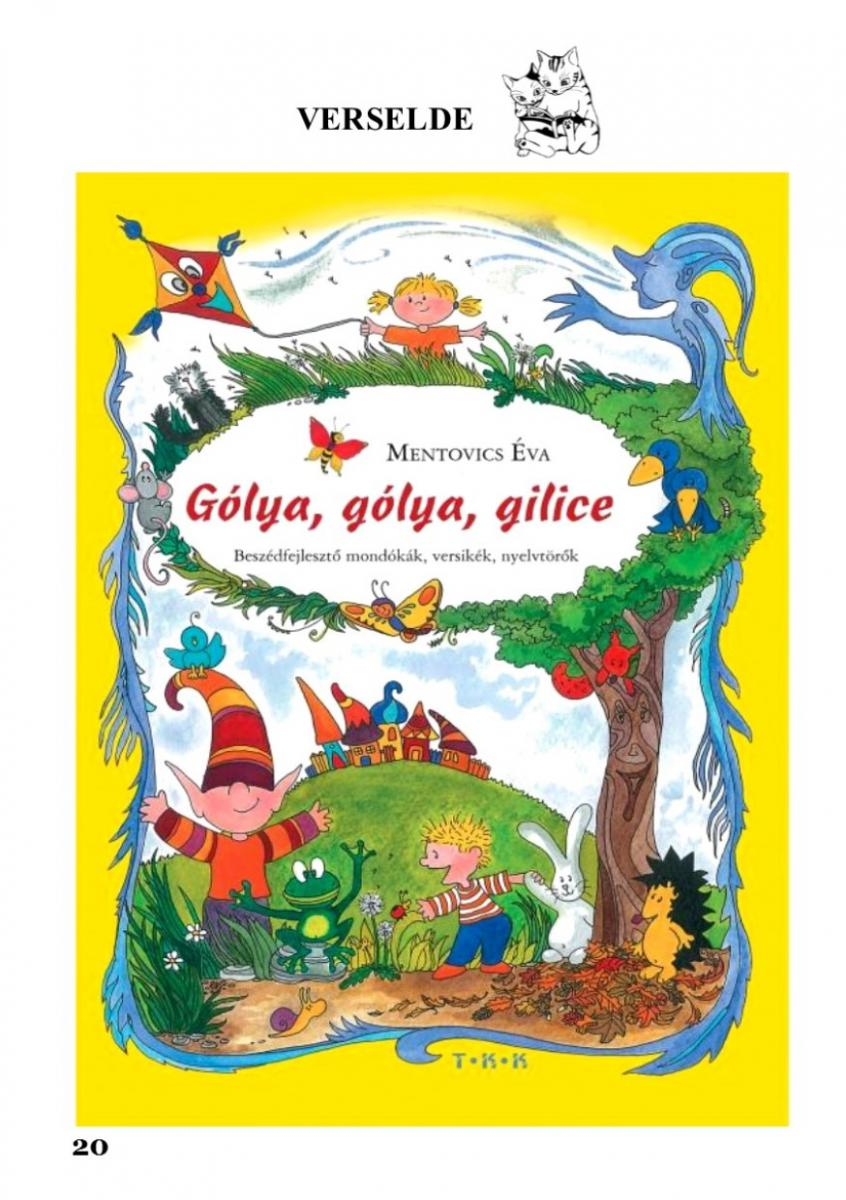 VERSELDE
MENTOVICS ÉVA
Gólya, gólya, gilice
Beszédfejlesztő mondókák, versikék, nyelvtörők
T•K•K
20